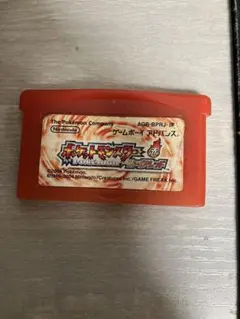 The Pokémon Company AGB-BPRJ-JPN
Nintendo ゲームボーイ アドバンス
ポケットモンスター
ファイアレッド
©2004 Pokémon.
©1995-2004 Nintendo/Creatures inc./GAME FREAK inc.